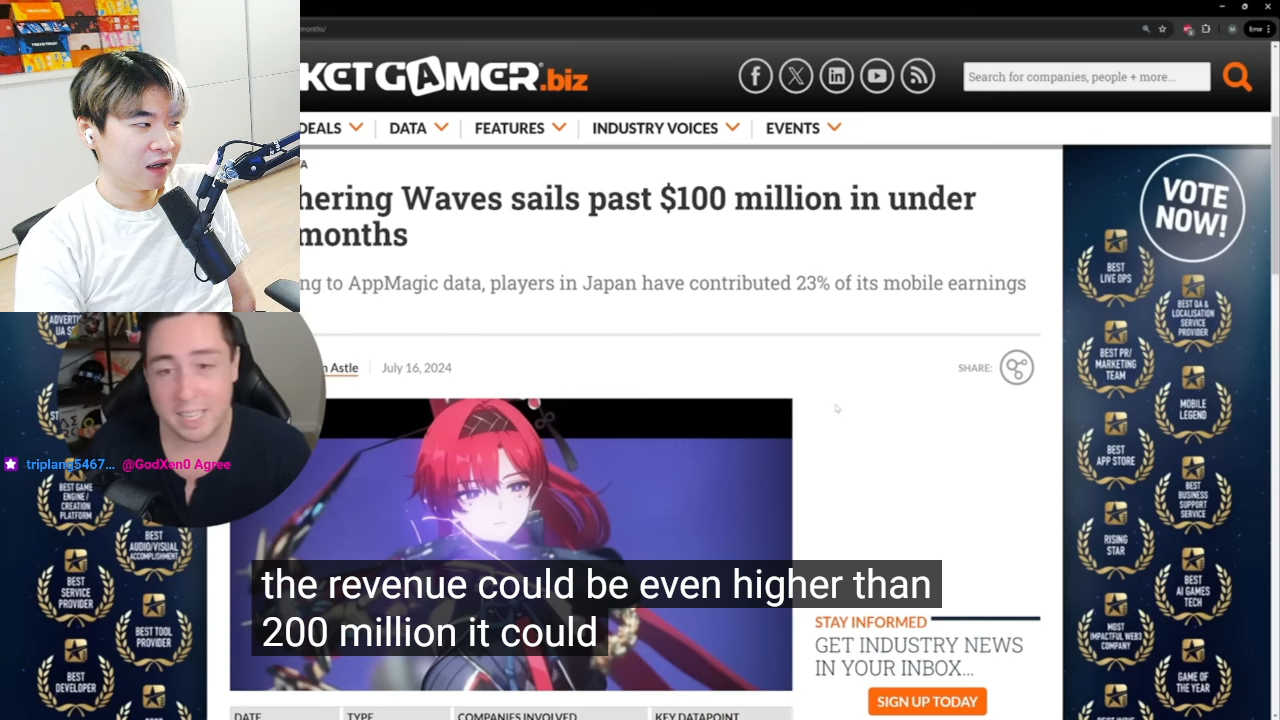 months/
Error
KETGAMER.biz
Search for companies, people + more...
DEALS
DATA
FEATURES
INDUSTRY VOICES
EVENTS
hering Waves sails past $100 million in under
months
ng to AppMagic data, players in Japan have contributed 23% of its mobile earnings
n Astle
July 16, 2024
SHARE:
triplang5467...
@GodXen0 Agree
the revenue could be even higher than
200 million it could
STAY INFORMED
GET INDUSTRY NEWS
IN YOUR INBOX...
SIGN UP TODAY
DATE
TYPE
COMPANIES INVOLVED
KEY DATAPOINT
VOTE
NOW!
BEST
LIVE OPS
BEST QA &
LOCALISATION
SERVICE
PROVIDER
BEST PR/
MARKETING
TEAM
MOBILE
LEGEND
BEST
APP STORE
BEST
BUSINESS
SUPPORT
SERVICE
RISING
STAR
BEST
AI GAMES
TECH
MOST
IMPACTFUL WEB3
COMPANY
GAME OF
THE YEAR
BEST GAME
ENGINE /
CREATION
PLATFORM
BEST
AUDIO/VISUAL
ACCOMPLISHMENT
BEST
SERVICE
PROVIDER
BEST TOOL
PROVIDER
BEST
DEVELOPER